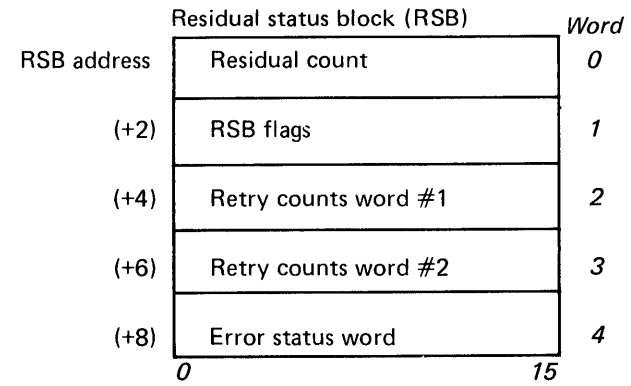 Residual status block (RSB)
Word
RSB address Residual count 0
(+2) RSB flags 1
(+4) Retry counts word #1 2
(+6) Retry counts word #2 3
(+8) Error status word 4
0 15